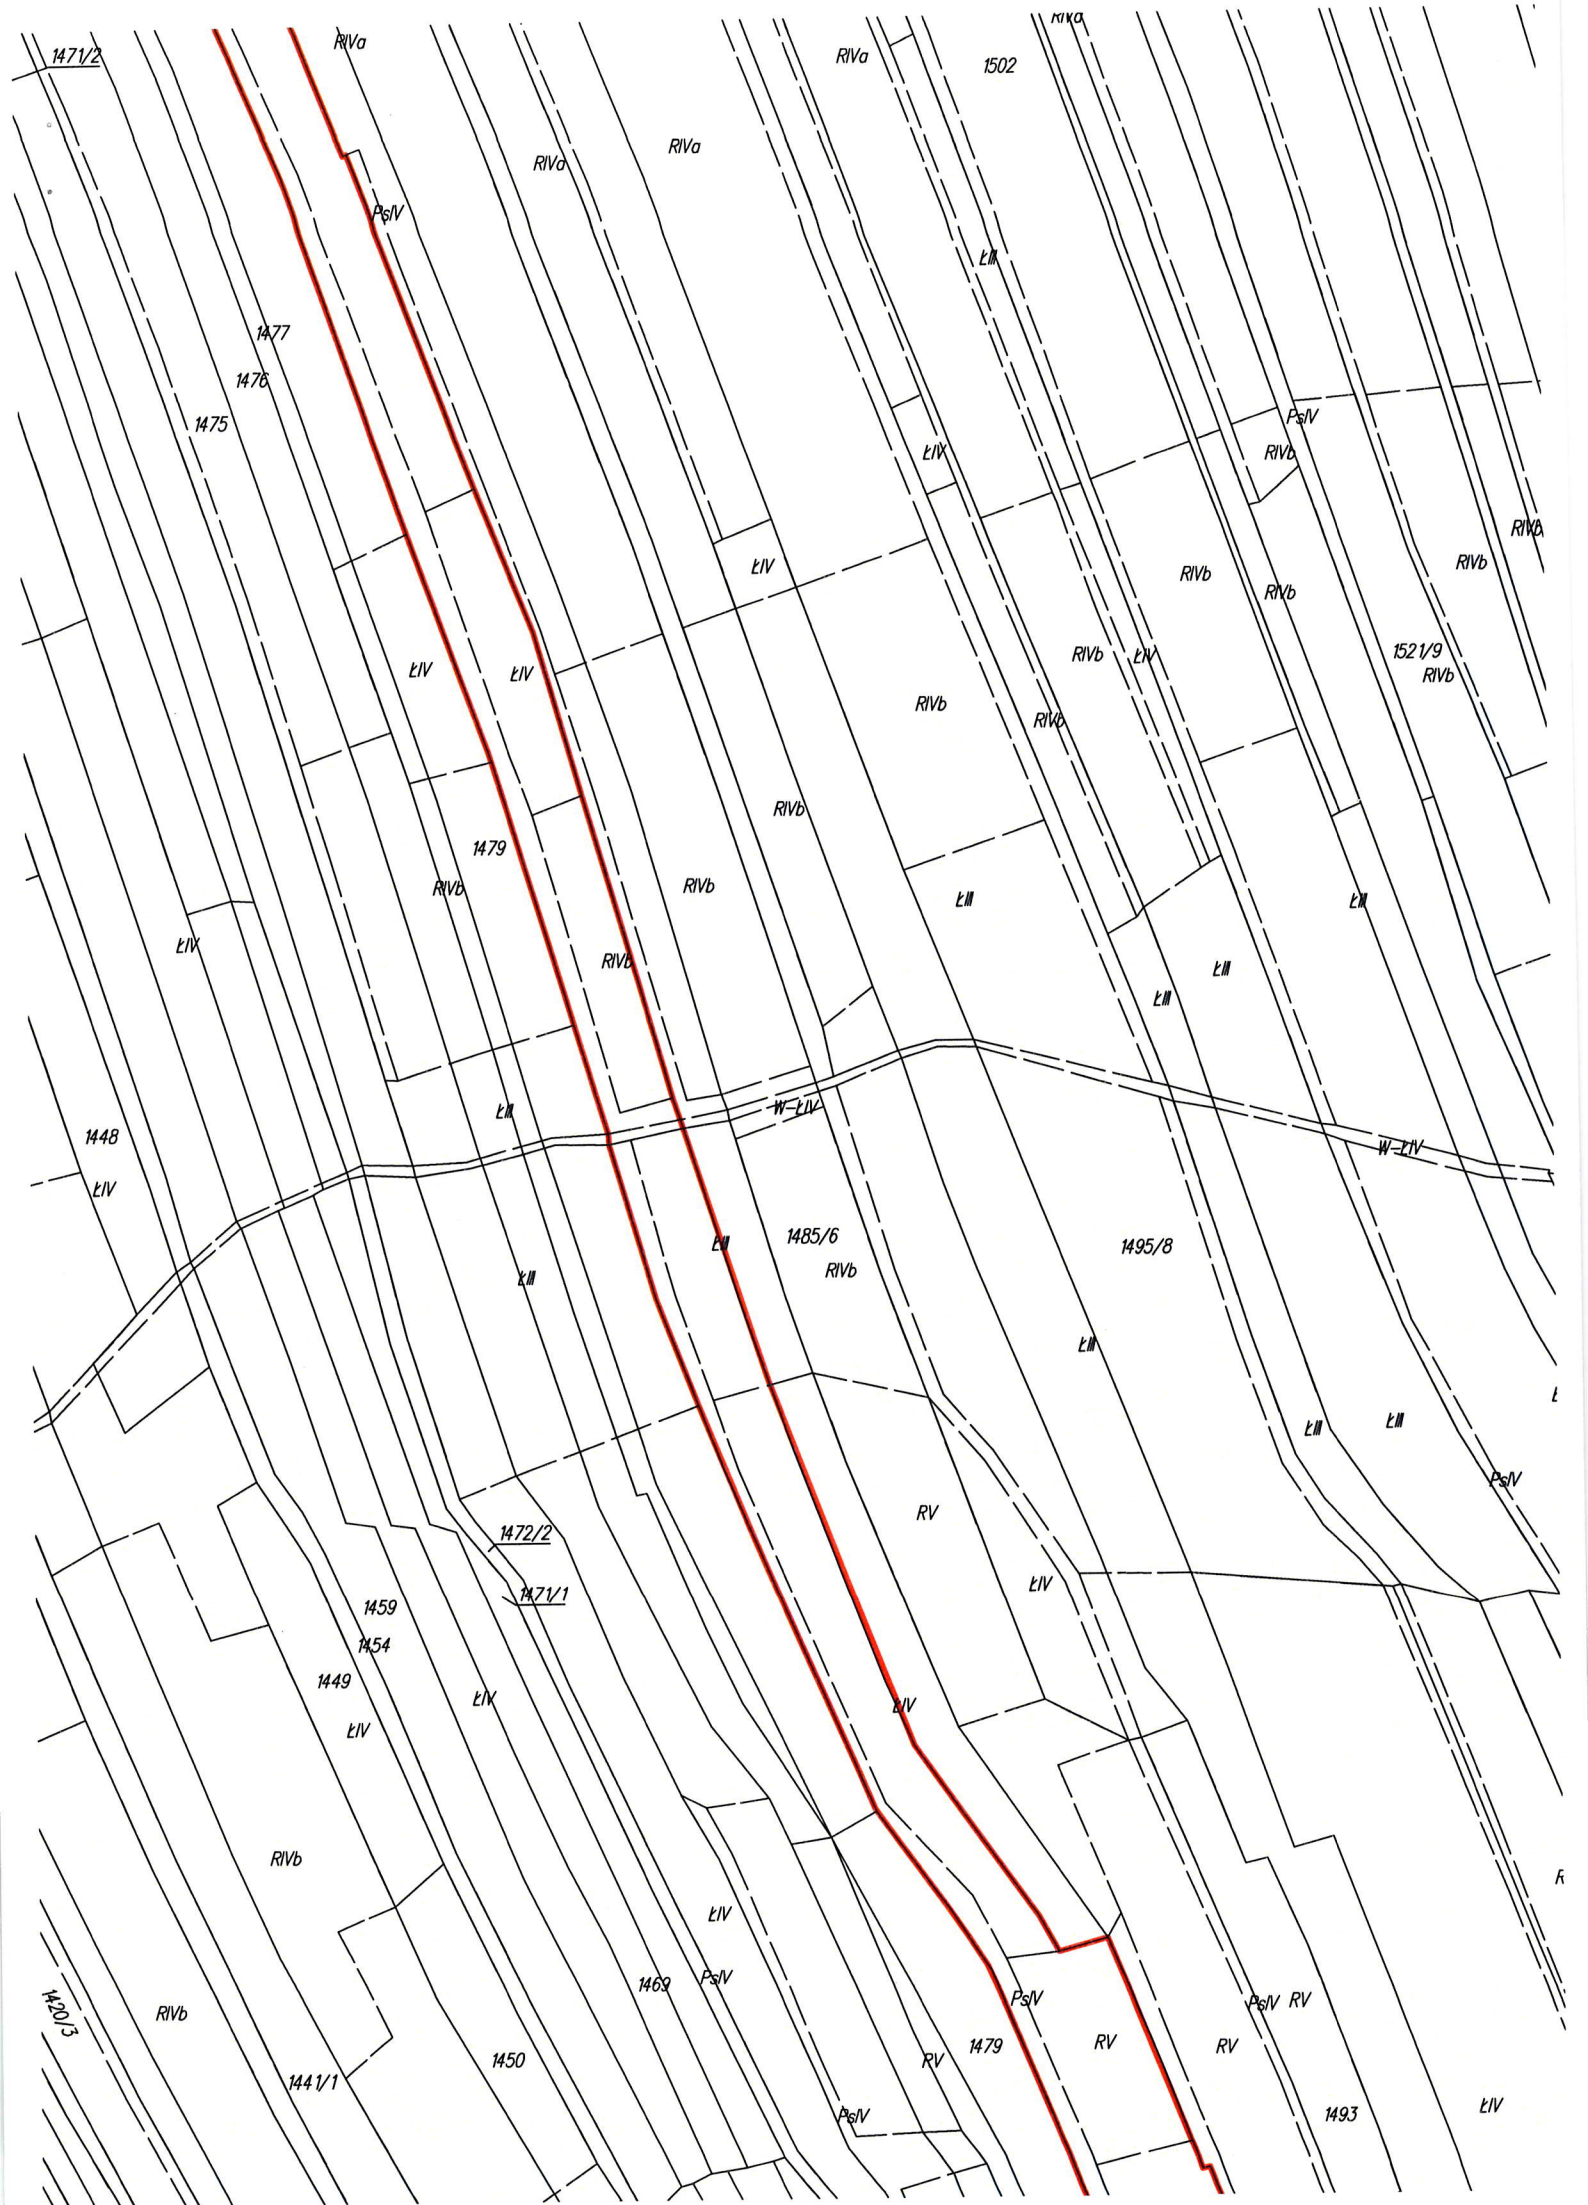 RIVa
RIVa
1471/2
RIVa
1502
RIVa
RIVa
PsIV
ŁIII
1477
1476
1475
PsIV
RIVb
ŁIV
RIVb
RIVb
ŁIV
RIVb
RIVb
1521/9
RIVb
RIVb
ŁIV
ŁIV
ŁIV
RIVb
RIVb
RIVb
1479
RIVb
RIVb
ŁIII
ŁIII
ŁIV
RIVb
ŁIII
ŁIII
ŁIII
W-ŁIV
1448
W-ŁIV
ŁIV
1485/6
ŁIII
1495/8
RIVb
ŁIII
ŁIII
ŁIII
ŁIII
PsIV
RV
1472/2
ŁIV
1471/1
1459
1454
1449
ŁIV
ŁIV
ŁIV
RIVb
ŁIV
PsIV
1469
PsIV
PsIV
RV
1420/3
RIVb
1479
RV
RV
RV
1450
1441/1
PsIV
1493
ŁIV